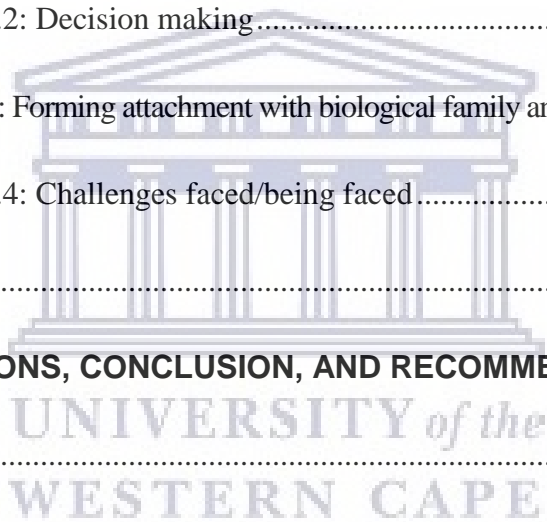 .2: Decision making..............................
: Forming attachment with biological family an
.4: Challenges faced/being faced....................
................................................................
ONS, CONCLUSION, AND RECOMME
UNIVERSITY of the
................................................................
WESTERN CAPE